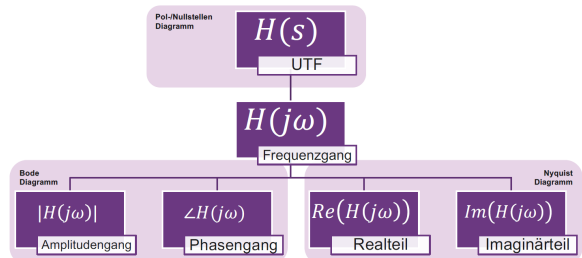 Pol-/Nullstellen
Diagramm
H(s)
UTF
H(jω)
Frequenzgang
Bode
Diagramm
Nyquist
Diagramm
|H(jω)|
∠H(jω)
Re(H(jω))
Im(H(jω))
Amplitudengang
Phasengang
Realteil
Imaginärteil